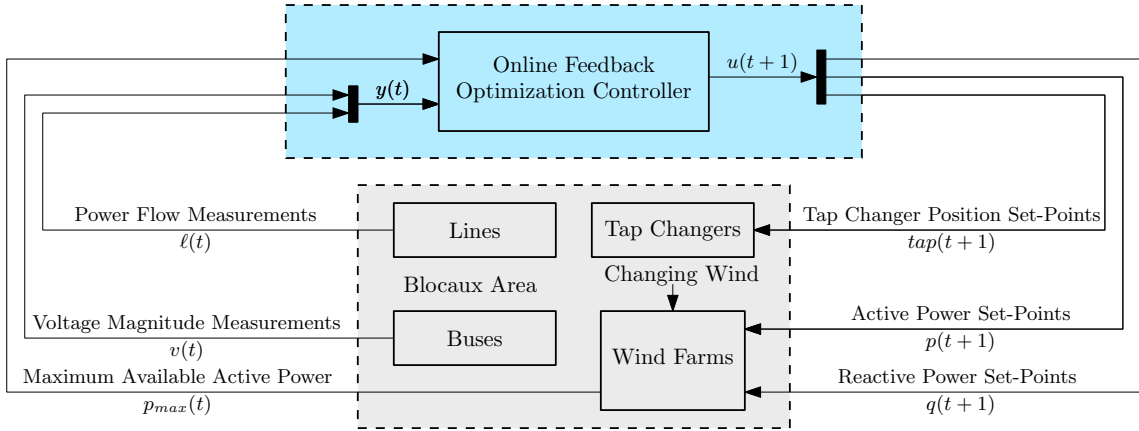 Online Feedback
Optimization Controller
y(t)
u(t+1)
Power Flow Measurements
ℓ(t)
Lines
Tap Changers
Tap Changer Position Set-Points
tap(t+1)
Blocaux Area
Changing Wind
Voltage Magnitude Measurements
v(t)
Buses
Wind Farms
Active Power Set-Points
p(t+1)
Maximum Available Active Power
p_{max}(t)
Reactive Power Set-Points
q(t+1)